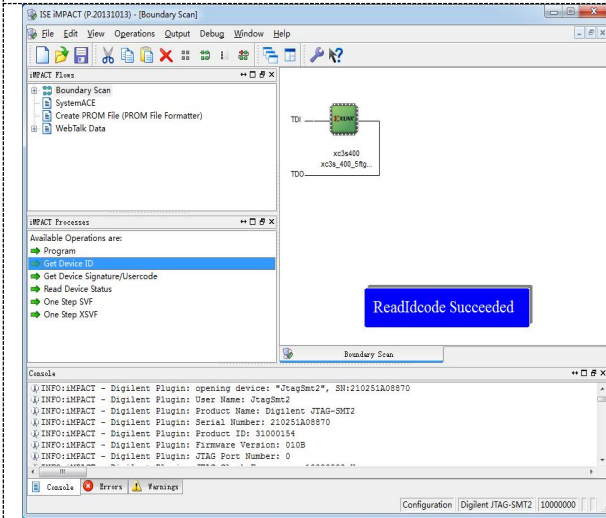 ISE iMPACT (P.20131013) - [Boundary Scan]
File Edit View Operations Output Debug Window Help
iMPACT Flows
Boundary Scan
SystemACE
Create PROM File (PROM File Formatter)
WebTalk Data
TDI
XILINX
xc3s400
xc3s_400_5ftg...
TDO
iMPACT Processes
Available Operations are:
Program
Get Device ID
Get Device Signature/Usercode
Read Device Status
One Step SVF
One Step XSVF
ReadIdcode Succeeded
Boundary Scan
Console
INFO:iMPACT - Digilent Plugin: opening device: "JtagSmt2", SN:210251A08870
INFO:iMPACT - Digilent Plugin: User Name: JtagSmt2
INFO:iMPACT - Digilent Plugin: Product Name: Digilent JTAG-SMT2
INFO:iMPACT - Digilent Plugin: Serial Number: 210251A08870
INFO:iMPACT - Digilent Plugin: Product ID: 31000154
INFO:iMPACT - Digilent Plugin: Firmware Version: 010B
INFO:iMPACT - Digilent Plugin: JTAG Port Number: 0
Console Errors Warnings
Configuration Digilent JTAG-SMT2 10000000